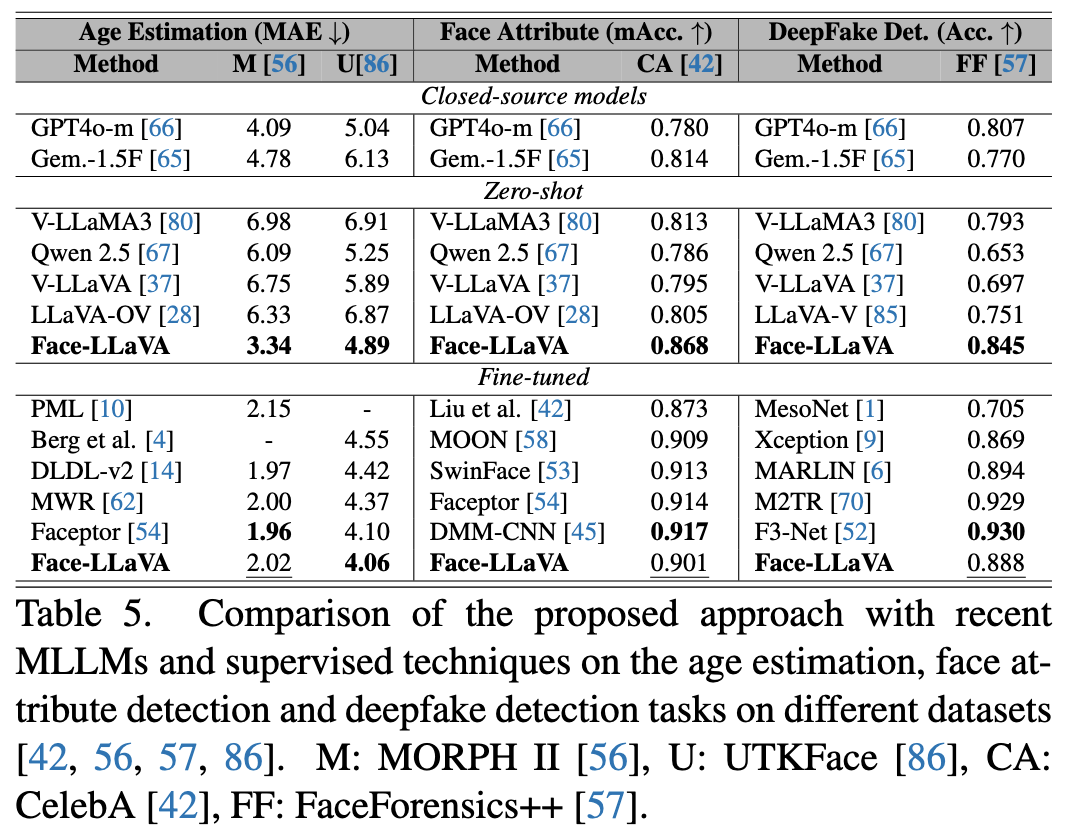 Age Estimation (MAE ↓) Face Attribute (mAcc. ↑) DeepFake Det. (Acc. ↑)
Method M [56] U[86] Method CA [42] Method FF [57]
Closed-source models
GPT4o-m [66] 4.09 5.04 GPT4o-m [66] 0.780 GPT4o-m [66] 0.807
Gem.-1.5F [65] 4.78 6.13 Gem.-1.5F [65] 0.814 Gem.-1.5F [65] 0.770
Zero-shot
V-LLaMA3 [80] 6.98 6.91 V-LLaMA3 [80] 0.813 V-LLaMA3 [80] 0.793
Qwen 2.5 [67] 6.09 5.25 Qwen 2.5 [67] 0.786 Qwen 2.5 [67] 0.653
V-LLaVA [37] 6.75 5.89 V-LLaVA [37] 0.795 V-LLaVA [37] 0.697
LLaVA-OV [28] 6.33 6.87 LLaVA-OV [28] 0.805 LLaVA-V [85] 0.751
Face-LLaVA 3.34 4.89 Face-LLaVA 0.868 Face-LLaVA 0.845
Fine-tuned
PML [10] 2.15 - Liu et al. [42] 0.873 MesoNet [1] 0.705
Berg et al. [4] - 4.55 MOON [58] 0.909 Xception [9] 0.869
DLDL-v2 [14] 1.97 4.42 SwinFace [53] 0.913 MARLIN [6] 0.894
MWR [62] 2.00 4.37 Faceptor [54] 0.914 M2TR [70] 0.929
Faceptor [54] 1.96 4.10 DMM-CNN [45] 0.917 F3-Net [52] 0.930
Face-LLaVA 2.02 4.06 Face-LLaVA 0.901 Face-LLaVA 0.888
Table 5. Comparison of the proposed approach with recent
MLLMs and supervised techniques on the age estimation, face at-
tribute detection and deepfake detection tasks on different datasets
[42, 56, 57, 86]. M: MORPH II [56], U: UTKFace [86], CA:
CelebA [42], FF: FaceForensics++ [57].